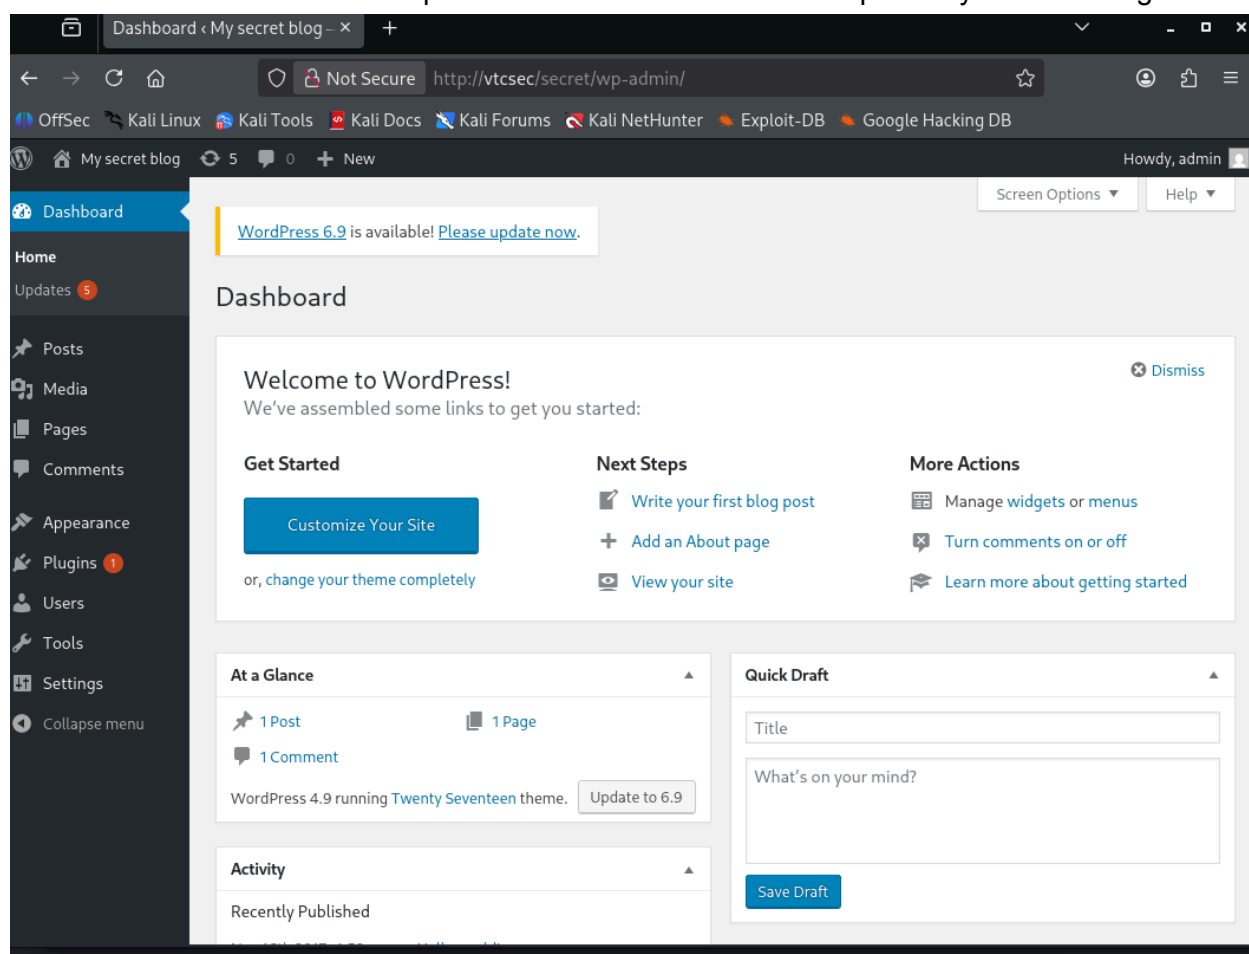 Dashboard ‹ My secret blog –
Not Secure http://vtcsec/secret/wp-admin/
OffSec Kali Linux Kali Tools Kali Docs Kali Forums Kali NetHunter Exploit-DB Google Hacking DB
My secret blog 5 0 New Howdy, admin
Screen Options Help
Dashboard
Home
Updates 5
Posts
Media
Pages
Comments
Appearance
Plugins 1
Users
Tools
Settings
Collapse menu
WordPress 6.9 is available! Please update now.
Dashboard
Welcome to WordPress!
Dismiss
We've assembled some links to get you started:
Get Started
Customize Your Site
or, change your theme completely
Next Steps
Write your first blog post
Add an About page
View your site
More Actions
Manage widgets or menus
Turn comments on or off
Learn more about getting started
At a Glance
1 Post 1 Page
1 Comment
WordPress 4.9 running Twenty Seventeen theme. Update to 6.9
Activity
Recently Published
Quick Draft
Title
What's on your mind?
Save Draft